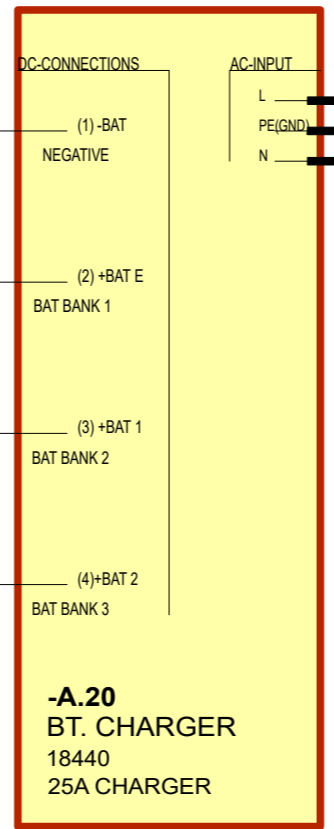 DC-CONNECTIONS
AC-INPUT
L
PE(GND)
N
(1) -BAT
NEGATIVE
(2) +BAT E
BAT BANK 1
(3) +BAT 1
BAT BANK 2
(4)+BAT 2
BAT BANK 3
-A.20
BT. CHARGER
18440
25A CHARGER